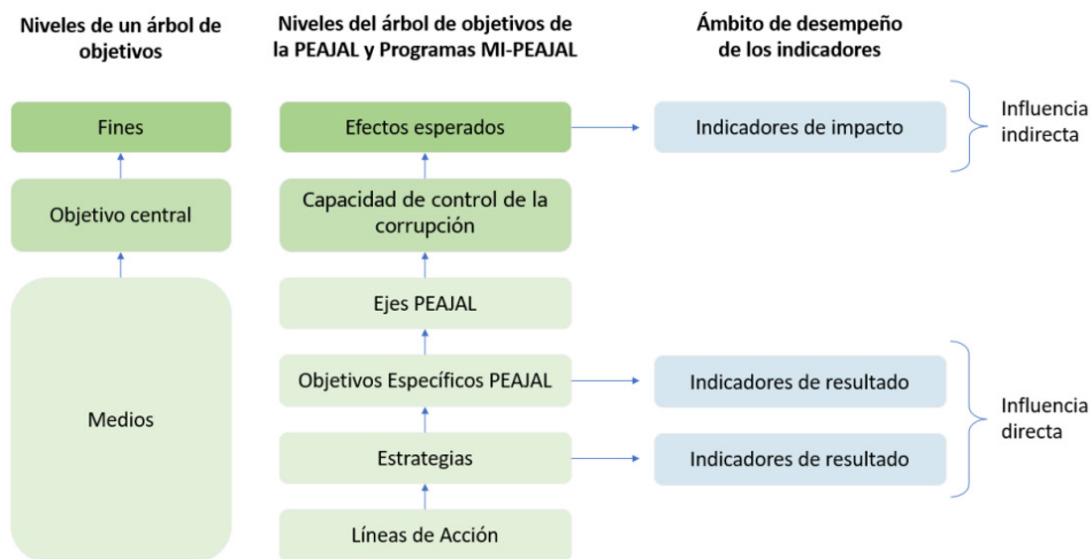 Niveles de un árbol de
objetivos
Niveles del árbol de objetivos de
la PEAJAL y Programas MI-PEAJAL
Ámbito de desempeño
de los indicadores
Fines
Efectos esperados
Indicadores de impacto
Influencia
indirecta
Objetivo central
Capacidad de control de la
corrupción
Medios
Ejes PEAJAL
Objetivos Específicos PEAJAL
Indicadores de resultado
Influencia
directa
Estrategias
Indicadores de resultado
Líneas de Acción